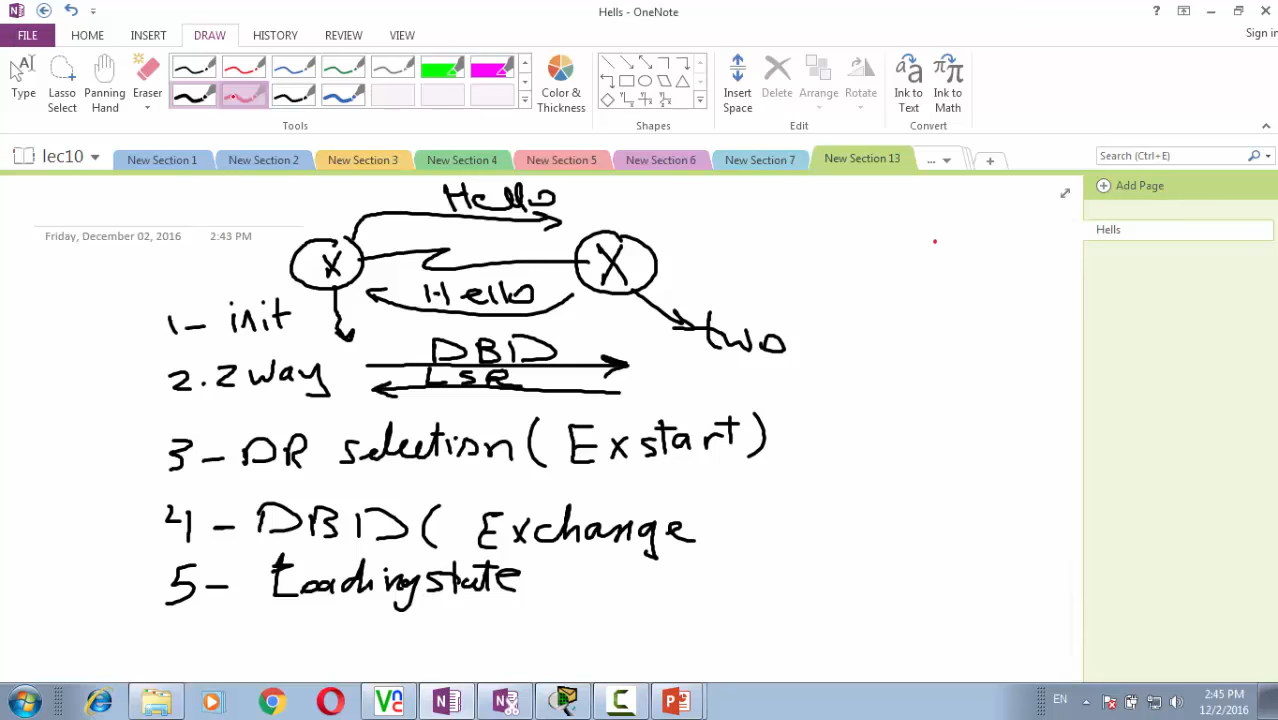 Hells - OneNote
Sign in
FILE HOME INSERT DRAW HISTORY REVIEW VIEW
Type
Lasso Select
Panning Hand
Eraser
Color & Thickness
Insert Space
Delete
Arrange
Rotate
Ink to Text
Ink to Math
Tools
Shapes
Edit
Convert
lec10
New Section 1
New Section 2
New Section 3
New Section 4
New Section 5
New Section 6
New Section 7
New Section 13
...
Search (Ctrl+E)
Add Page
Hells
Friday, December 02, 2016 2:43 PM
Hello
X X
Hello
1- init
two
DBD
2. 2 way
LSR
3- DR selection ( Exstart )
4- DBD ( Exchange
5- Loading state
EN
2:45 PM
12/2/2016